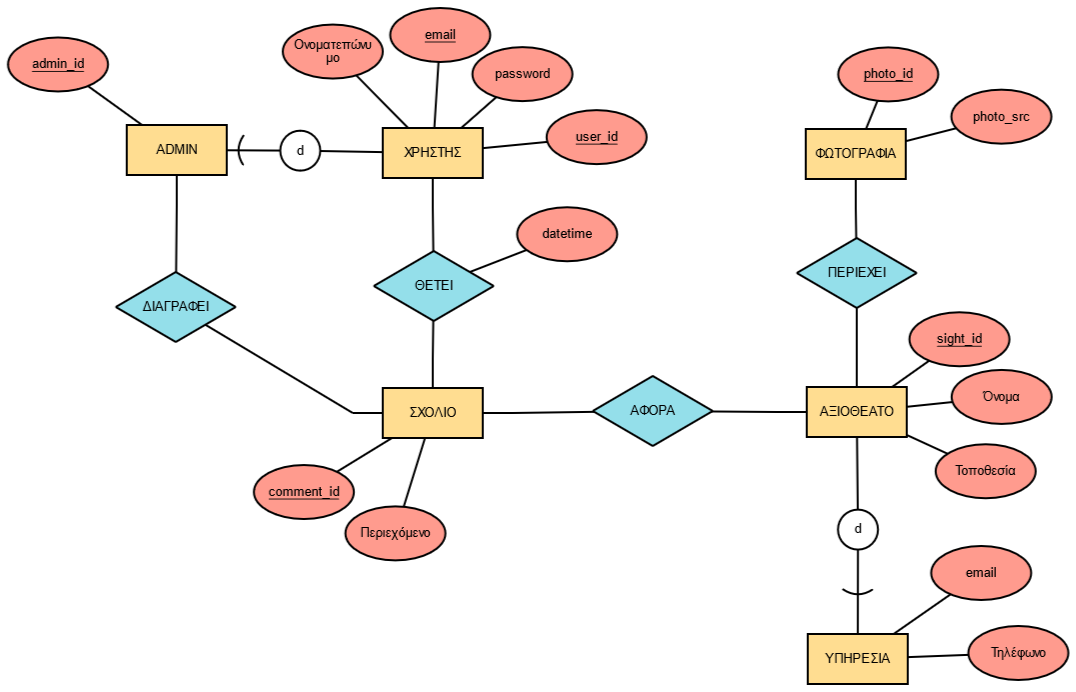 Ονοματεπώνυ
μο
email
admin_id
password
photo_id
photo_src
user_id
ADMIN
d
ΧΡΗΣΤΗΣ
ΦΩΤΟΓΡΑΦΙΑ
datetime
ΠΕΡΙΕΧΕΙ
ΘΕΤΕΙ
ΔΙΑΓΡΑΦΕΙ
sight_id
Όνομα
ΣΧΟΛΙΟ
ΑΦΟΡΑ
ΑΞΙΟΘΕΑΤΟ
Τοποθεσία
comment_id
Περιεχόμενο
d
email
ΥΠΗΡΕΣΙΑ
Τηλέφωνο